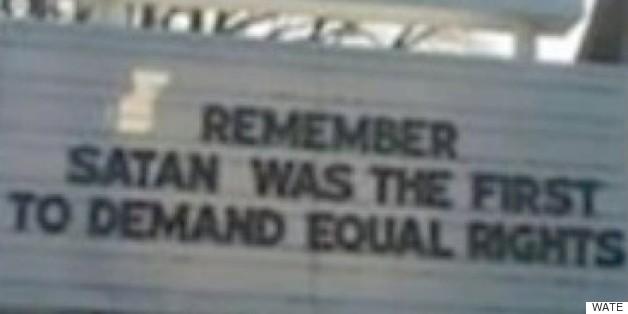 REMEMBER
SATAN WAS THE FIRST
TO DEMAND EQUAL RIGHTS
WATE